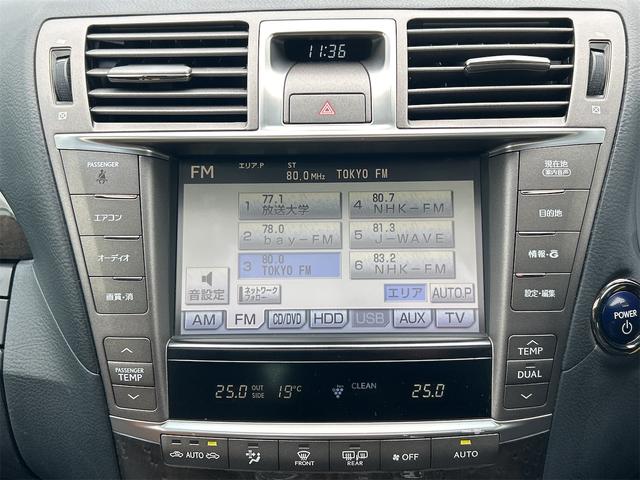 11:36
PASSENGER
エアコン
オーディオ
画質・消
PASSENGER
TEMP
FM エリア.P ST 80.0 MHz TOKYO FM
1 77.1 放送大学
4 80.7 NHK-FM
2 78.0 bay-FM
5 81.3 J-WAVE
3 80.0 TOKYO FM
6 83.2 NHK-FM
音設定
ネットワーク
フォロー
エリア AUTO.P
AM FM CD/DVD HDD USB AUX TV
現在地
(案内音声)
目的地
情報・G
設定・編集
POWER
TEMP
DUAL
25.0 OUT SIDE 19℃ CLEAN 25.0
AUTO FRONT REAR OFF AUTO